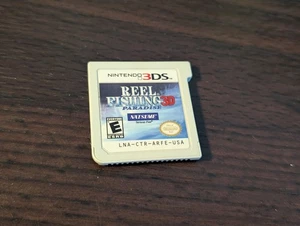 NINTENDO 3DS
REEL
FISHING 3D
PARADISE
NATSUME
E
LNA-CTR-ARFE-USA